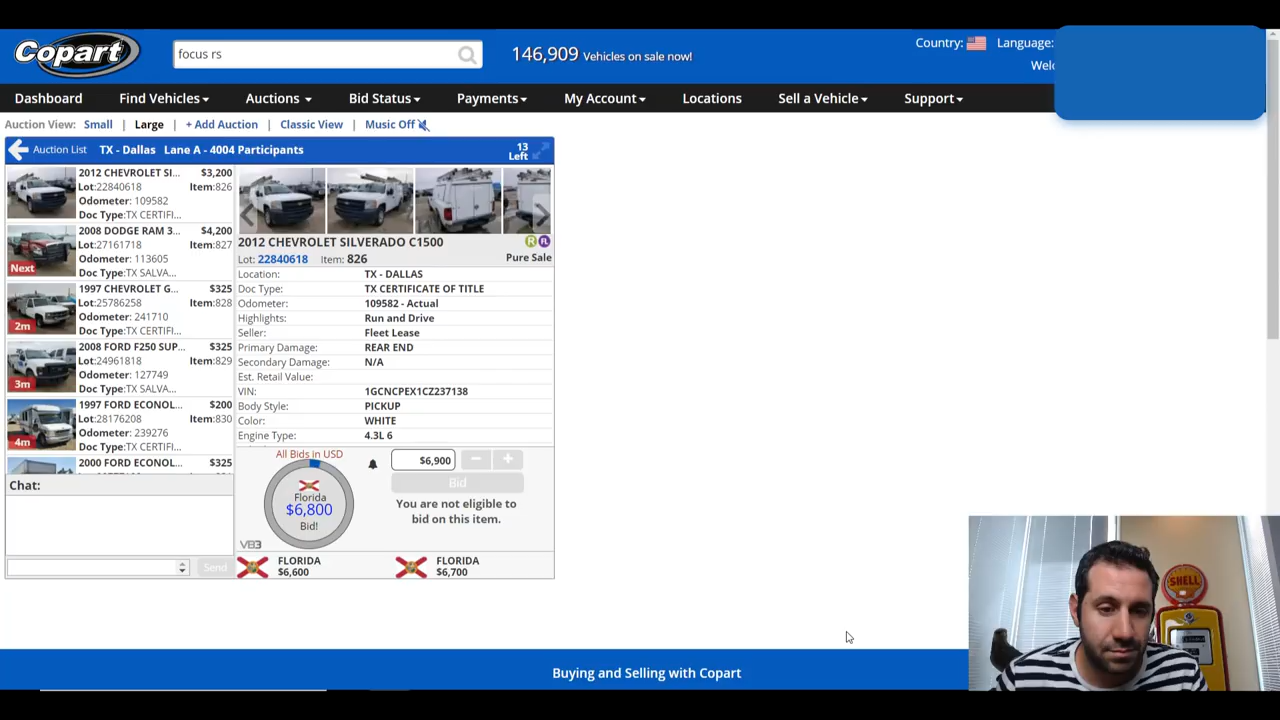 Copart
focus rs
146,909 Vehicles on sale now!
Country:
Language:
Dashboard Find Vehicles Auctions Bid Status Payments My Account Locations Sell a Vehicle Support
Auction View: Small Large + Add Auction Classic View Music Off
Auction List TX - Dallas Lane A - 4004 Participants
13
Left
2012 CHEVROLET SI... $3,200
Lot:22840618 Item:826
Odometer: 109582
Doc Type:TX CERTIFI...
2008 DODGE RAM 3... $4,200
Lot:27161718 Item:827
Odometer: 113605
Next
Doc Type:TX SALVA...
1997 CHEVROLET G... $325
Lot:25786258 Item:828
Odometer: 241710
2m
Doc Type:TX CERTIFI...
2008 FORD F250 SUP... $325
Lot:24961818 Item:829
Odometer: 127749
3m
Doc Type:TX SALVA...
1997 FORD ECONOL... $200
Lot:28176208 Item:830
Odometer: 239276
4m
Doc Type:TX CERTIFI...
2000 FORD ECONOL... $325
Chat:
Send
2012 CHEVROLET SILVERADO C1500
R FL
Lot: 22840618 Item: 826
Pure Sale
Location: TX - DALLAS
Doc Type: TX CERTIFICATE OF TITLE
Odometer: 109582 - Actual
Highlights: Run and Drive
Seller: Fleet Lease
Primary Damage: REAR END
Secondary Damage: N/A
Est. Retail Value:
VIN: 1GCNCPEX1CZ237138
Body Style: PICKUP
Color: WHITE
Engine Type: 4.3L 6
All Bids in USD
Florida
$6,800
Bid!
VB3
$6,900 − +
Bid
You are not eligible to
bid on this item.
FLORIDA
$6,600
FLORIDA
$6,700
Buying and Selling with Copart
SHELL